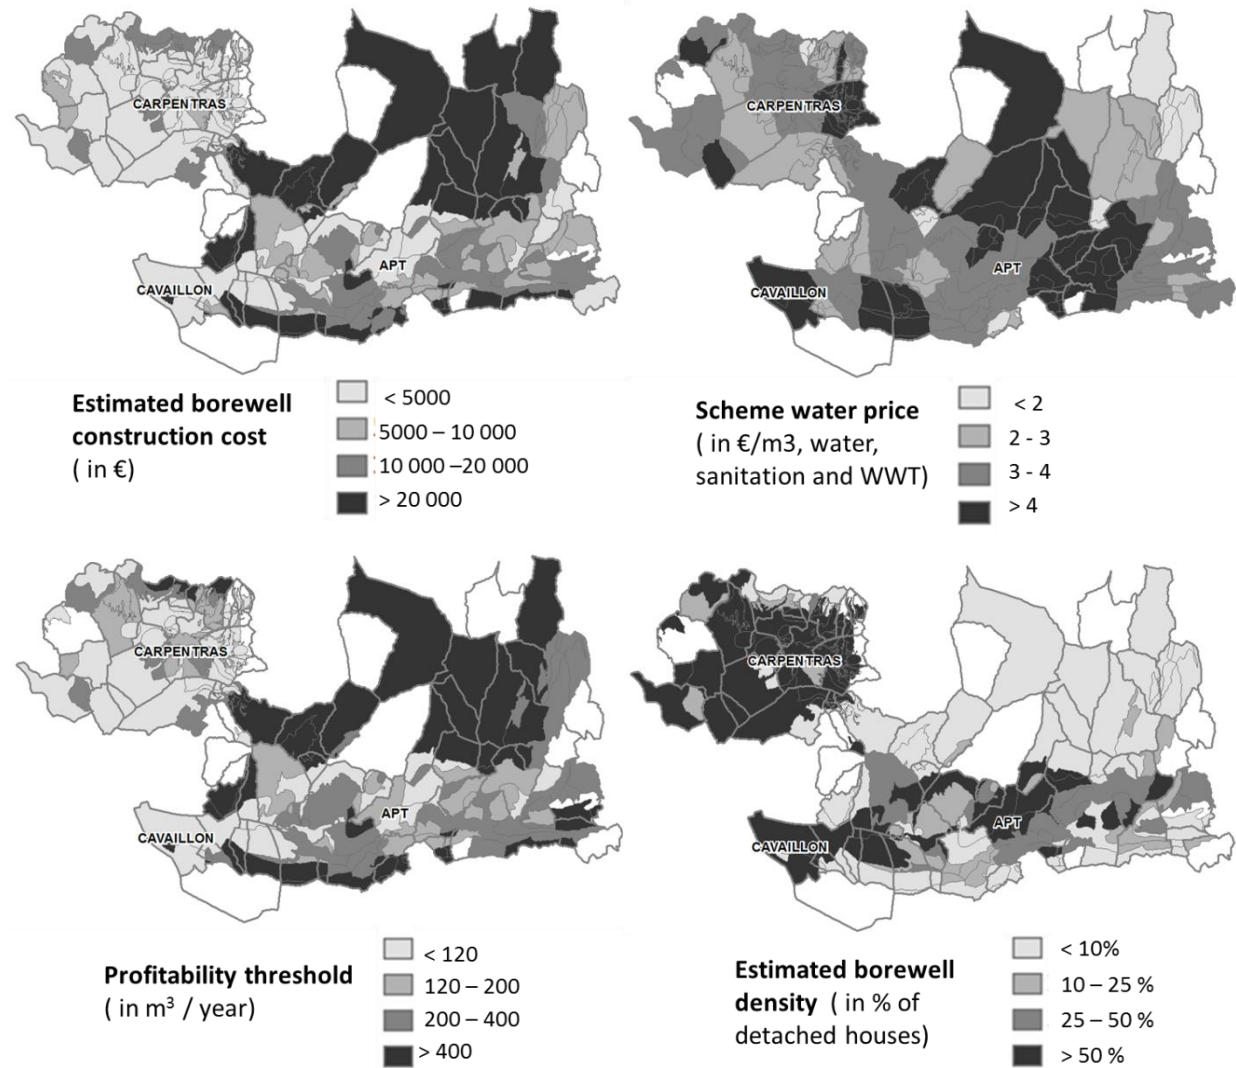 CARPENTRAS
APT
CAVAILLON
Estimated borewell
construction cost
( in €)
< 5000
5000 – 10 000
10 000 –20 000
> 20 000
CARPENTRAS
APT
CAVAILLON
Scheme water price
( in €/m3, water,
sanitation and WWT)
< 2
2 - 3
3 - 4
> 4
CARPENTRAS
APT
CAVAILLON
Profitability threshold
( in m³ / year)
< 120
120 – 200
200 – 400
> 400
CARPENTRAS
APT
CAVAILLON
Estimated borewell
density ( in % of
detached houses)
< 10%
10 – 25 %
25 – 50 %
> 50 %